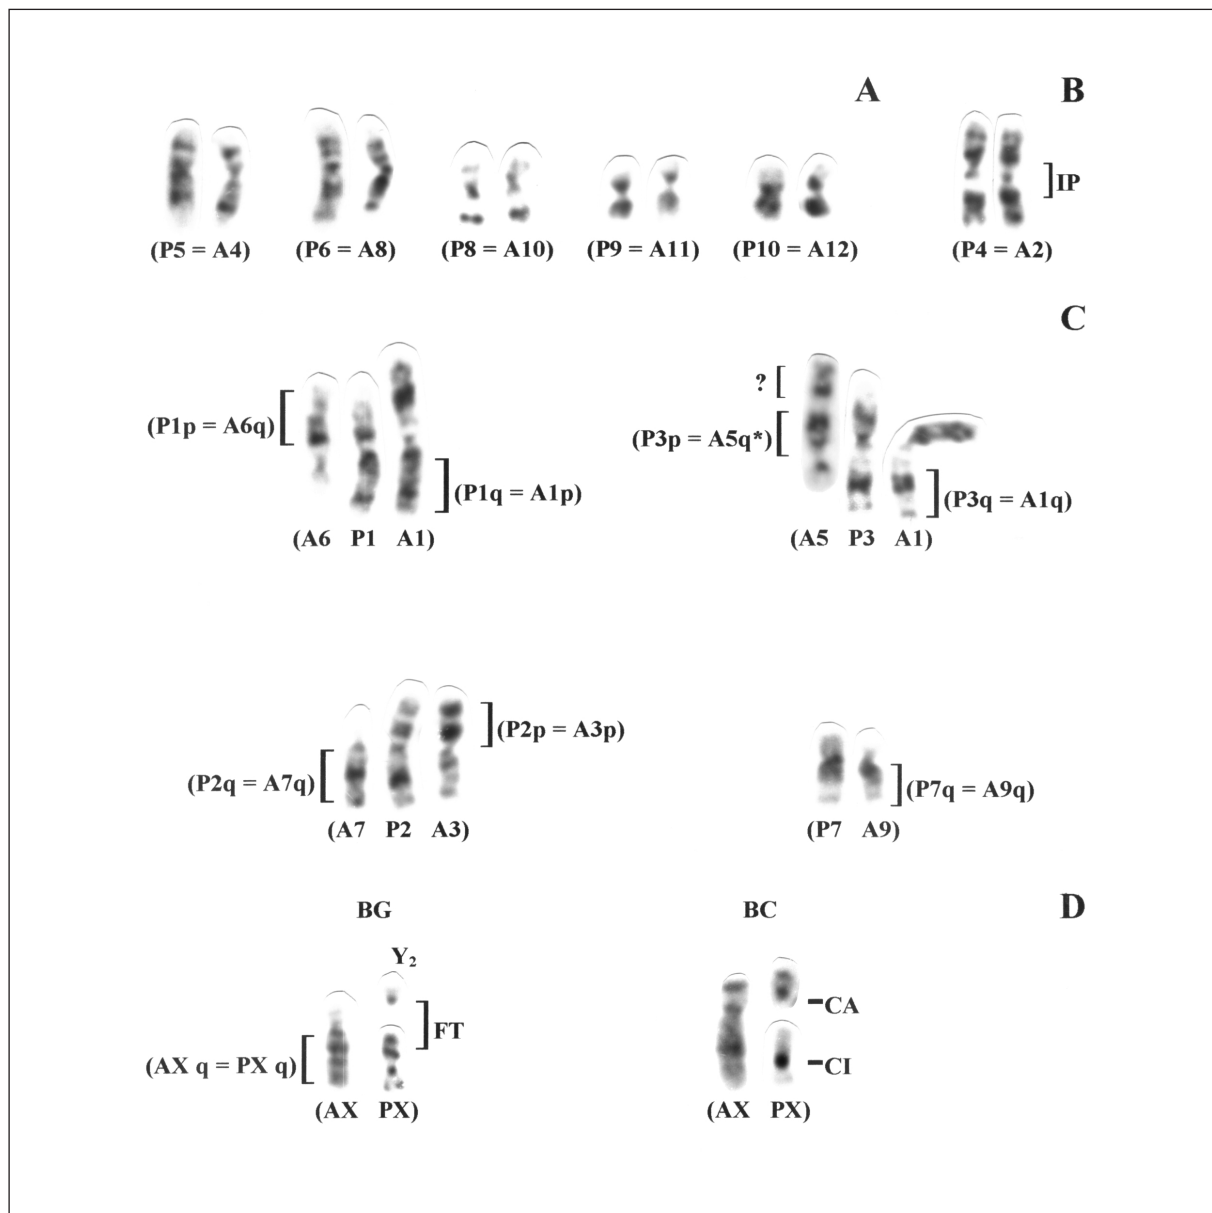 A
B
IP
(P5 = A4) (P6 = A8) (P8 = A10) (P9 = A11) (P10 = A12) (P4 = A2)
C
?
(P1p = A6q)
(P3p = A5q*)
(P1q = A1p)
(P3q = A1q)
(A6 P1 A1)
(A5 P3 A1)
(P2p = A3p)
(P2q = A7q)
(P7q = A9q)
(A7 P2 A3)
(P7 A9)
BG
BC
D
Y₂
CA
FT
(AX q = PX q)
CI
(AX PX)
(AX PX)